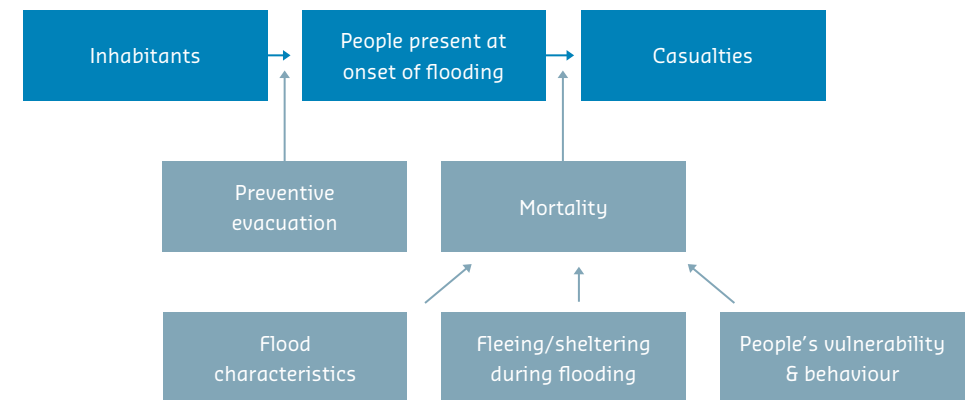 Inhabitants
People present at
onset of flooding
Casualties
Preventive
evacuation
Mortality
Flood
characteristics
Fleeing/sheltering
during flooding
People’s vulnerability
& behaviour